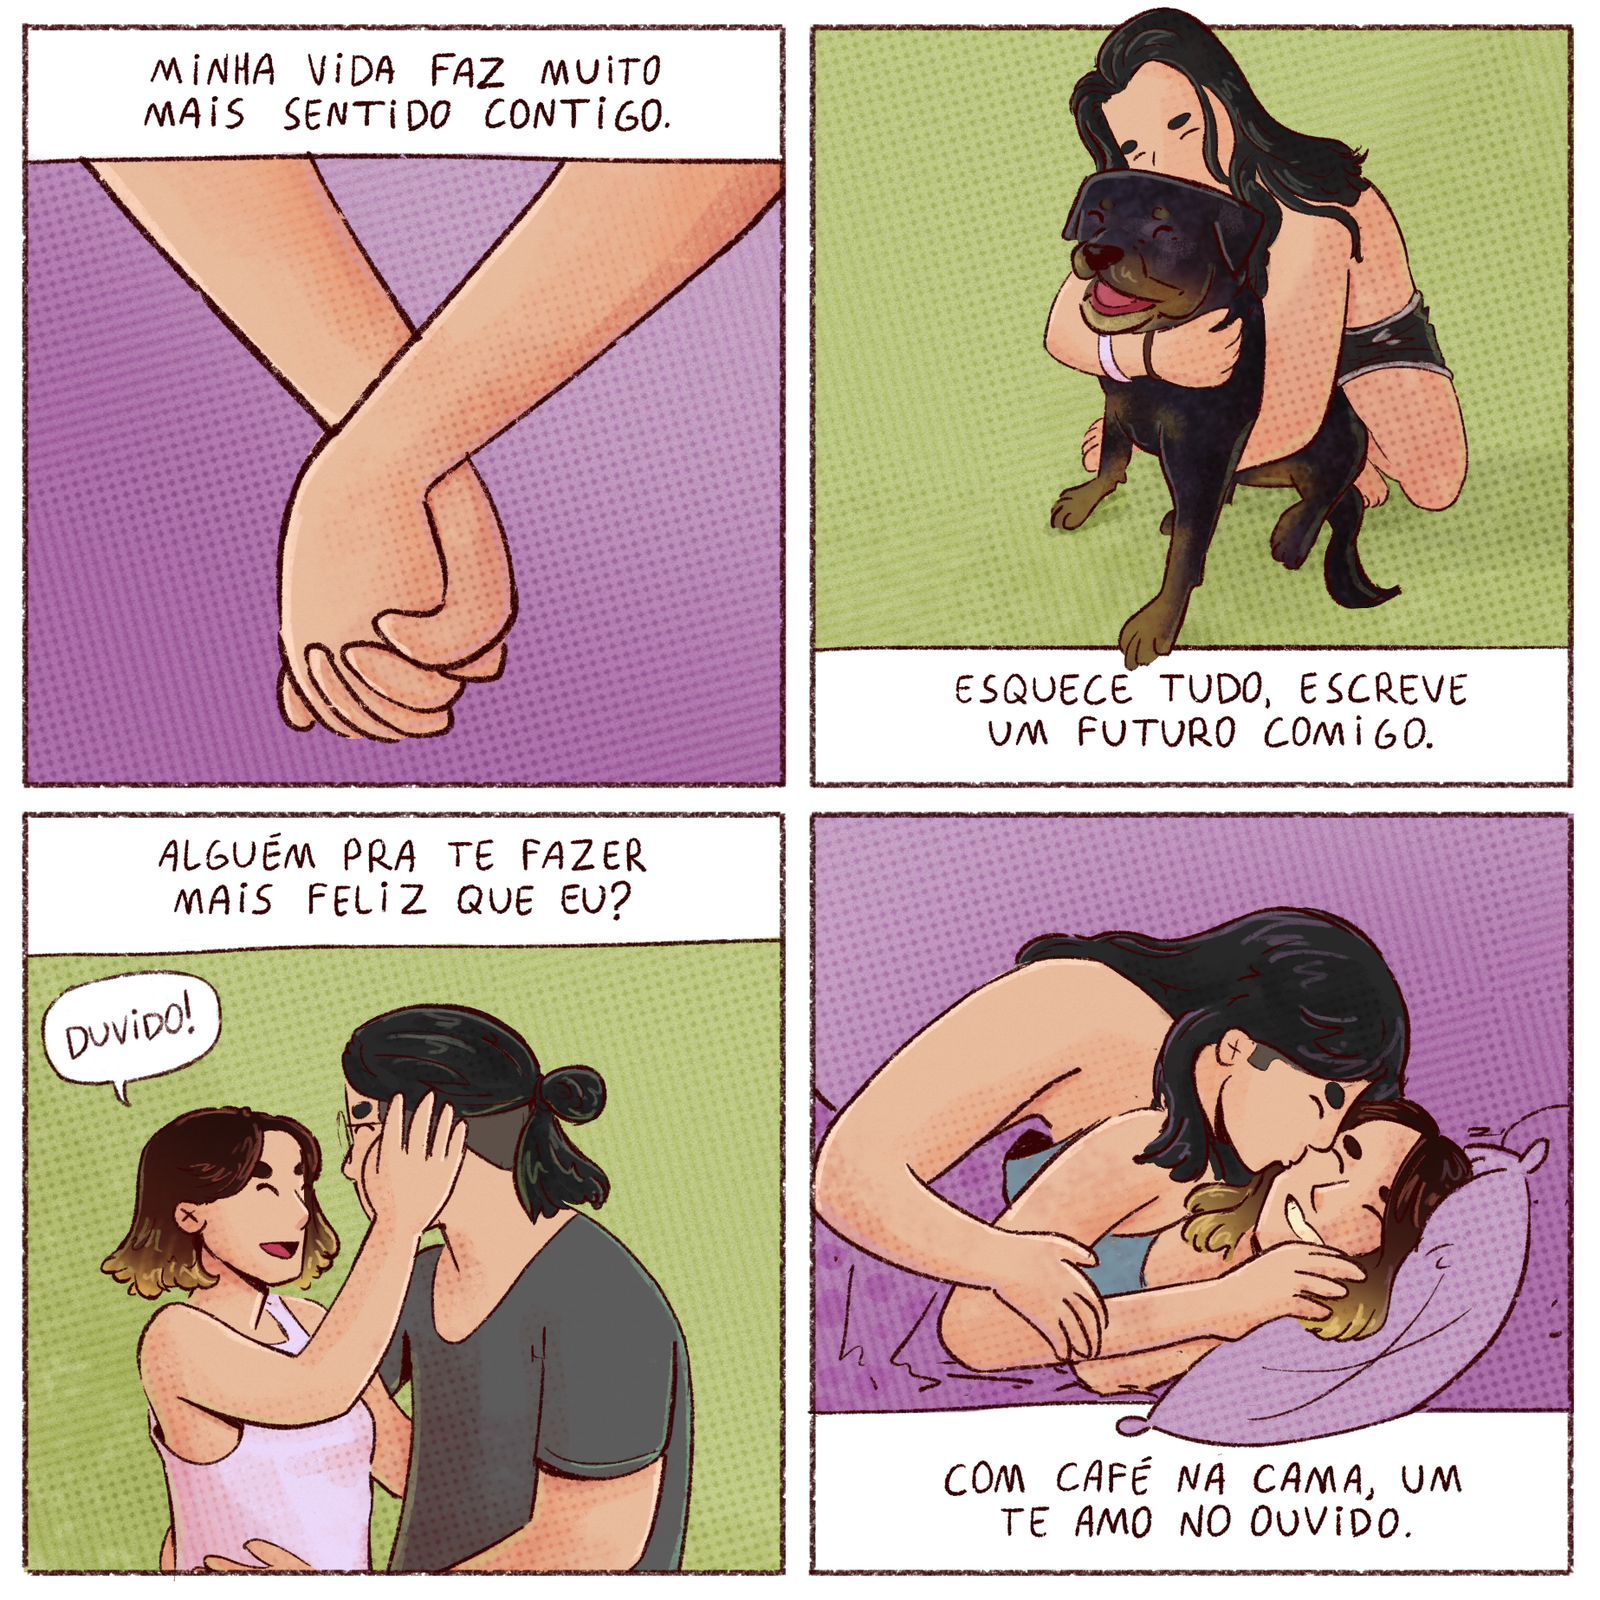 MINHA VIDA FAZ MUITO
MAIS SENTIDO CONTIGO.
ESQUECE TUDO, ESCREVE
UM FUTURO COMIGO.
ALGUÉM PRA TE FAZER
MAIS FELIZ QUE EU?
DUVIDO!
COM CAFÉ NA CAMA, UM
TE AMO NO OUVIDO.